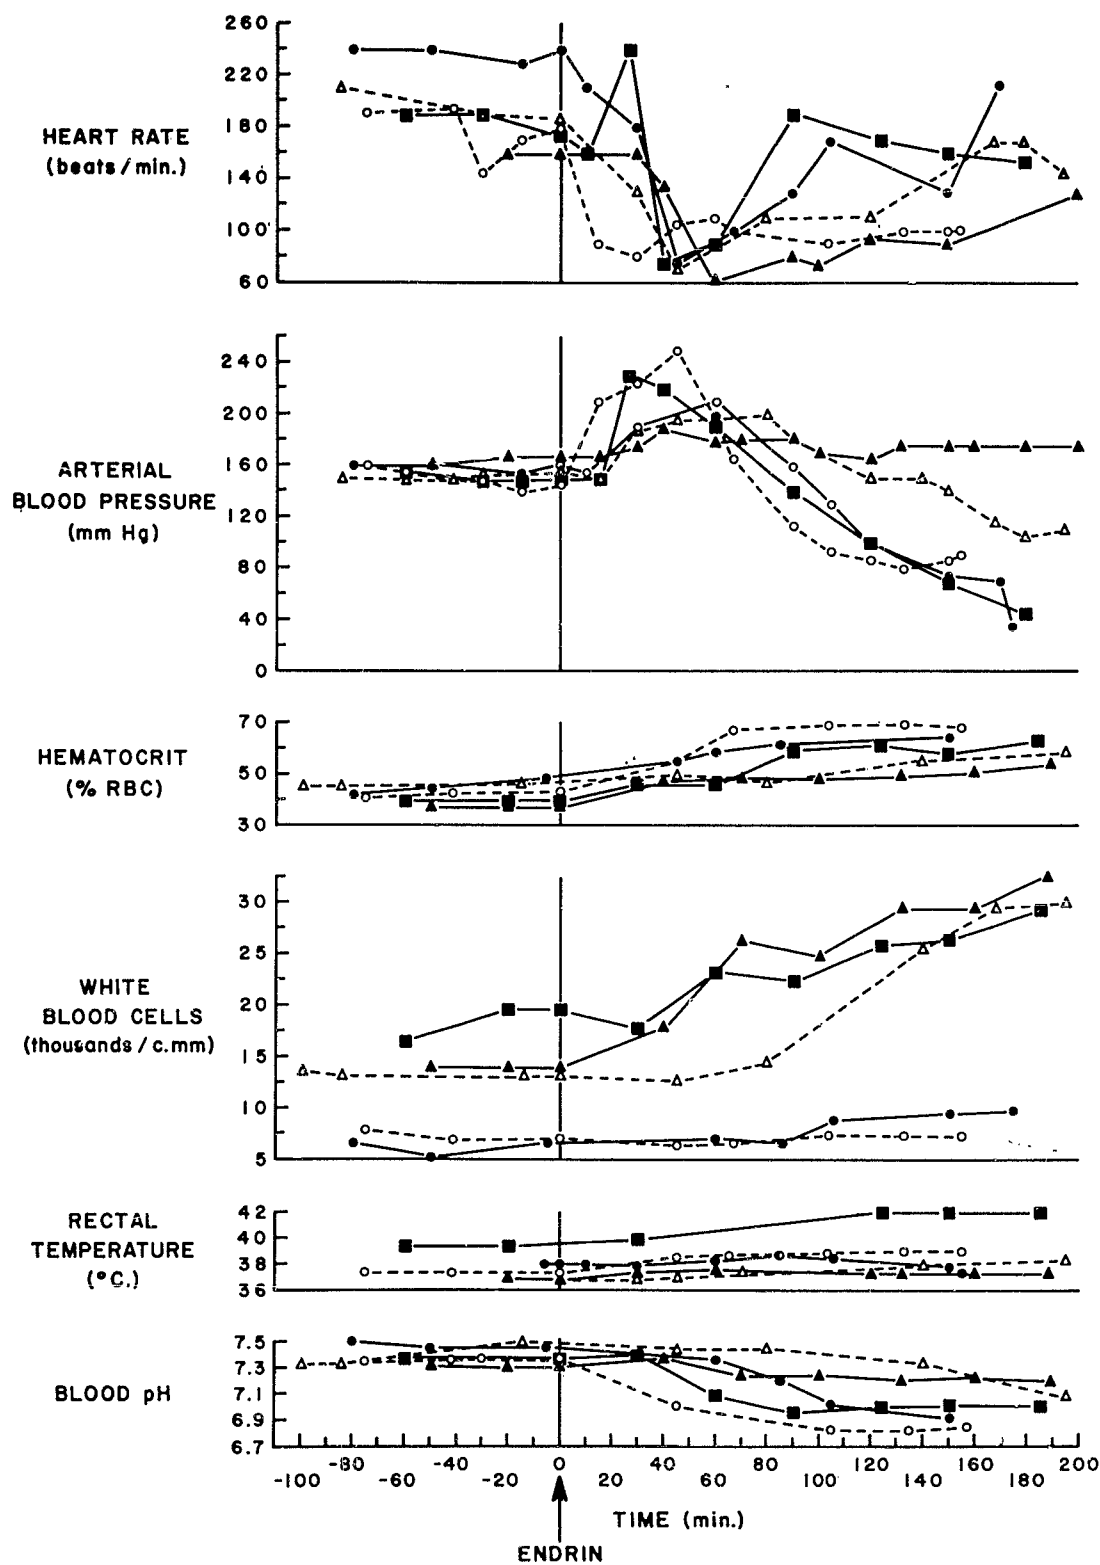 260
220
180
140
100
60
HEART RATE
(beats/min.)
240
200
160
120
80
40
0
ARTERIAL
BLOOD PRESSURE
(mm Hg)
70
50
30
HEMATOCRIT
(% RBC)
30
25
20
15
10
5
WHITE
BLOOD CELLS
(thousands/c.mm)
42
40
38
36
RECTAL
TEMPERATURE
(°C.)
7.5
7.3
7.1
6.9
6.7
BLOOD pH
-100 -80 -60 -40 -20 0 20 40 60 80 100 120 140 160 180 200
TIME (min.)
ENDRIN